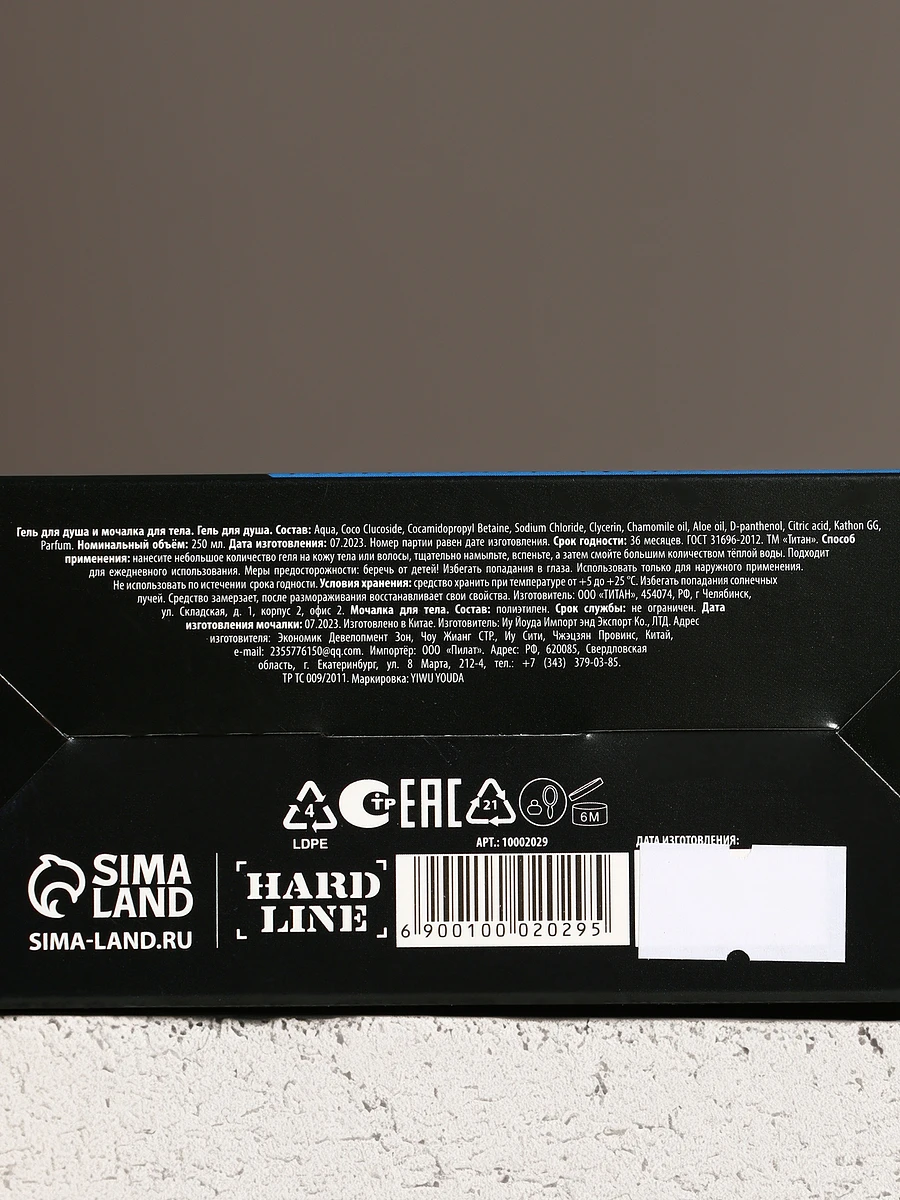 Гель для душа и мочалка для тела. Гель для душа. Состав: Aqua, Coco Clucoside, Cocamidopropyl Betaine, Sodium Chloride, Glycerin, Chamomile oil, Aloe oil, D-panthenol, Citric acid, Kathon GG,
Parfum. Номинальный объём: 250 мл. Дата изготовления: 07.2023. Номер партии равен дате изготовления. Срок годности: 36 месяцев. ГОСТ 31696-2012. ТМ «Титан». Способ
применения: нанесите небольшое количество геля на кожу тела или волосы, тщательно намыльте, вспеньте, а затем смойте большим количеством тёплой воды. Подходит
для ежедневного использования. Меры предосторожности: беречь от детей! Избегать попадания в глаза. Использовать только для наружного применения.
Не использовать по истечении срока годности. Условия хранения: средство хранить при температуре от +5 до +25 °С. Избегать попадания солнечных
лучей. Средство замерзает, после размораживания восстанавливает свои свойства. Изготовитель: ООО «ТИТАН», 454074, РФ, г Челябинск,
ул. Складская, д. 1, корпус 2, офис 2. Мочалка для тела. Состав: полиэтилен. Срок службы: не ограничен. Дата
изготовления мочалки: 07.2023. Изготовлено в Китае. Изготовитель: Иу Йоуда Импорт энд Экспорт Ко., ЛТД. Адрес
изготовителя: Экономик Девелопмент Зон, Чоу Жианг СТР., Иу Сити, Чжэцзян Провинс, Китай,
e-mail: 2355776150@qq.com. Импортёр: ООО «Пилат». Адрес: РФ, 620085, Свердловская
область, г. Екатеринбург, ул. 8 Марта, 212-4, тел.: +7 (343) 379-03-85.
ТР ТС 009/2011. Маркировка: YIWU YOUDA
4 СТР ЕАС 21 6M
LDPE
АРТ.: 10002029
ДАТА ИЗГОТОВЛЕНИЯ:
SIMA
LAND
SIMA-LAND.RU
HARD
LINE
6 900100 020295